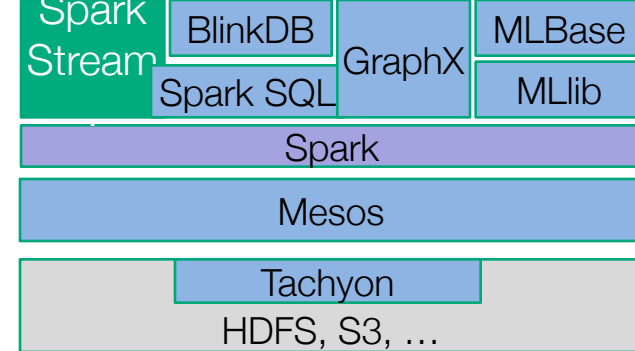 Spark
Stream
BlinkDB
Spark SQL
GraphX
MLBase
MLlib
Spark
Mesos
Tachyon
HDFS, S3, …